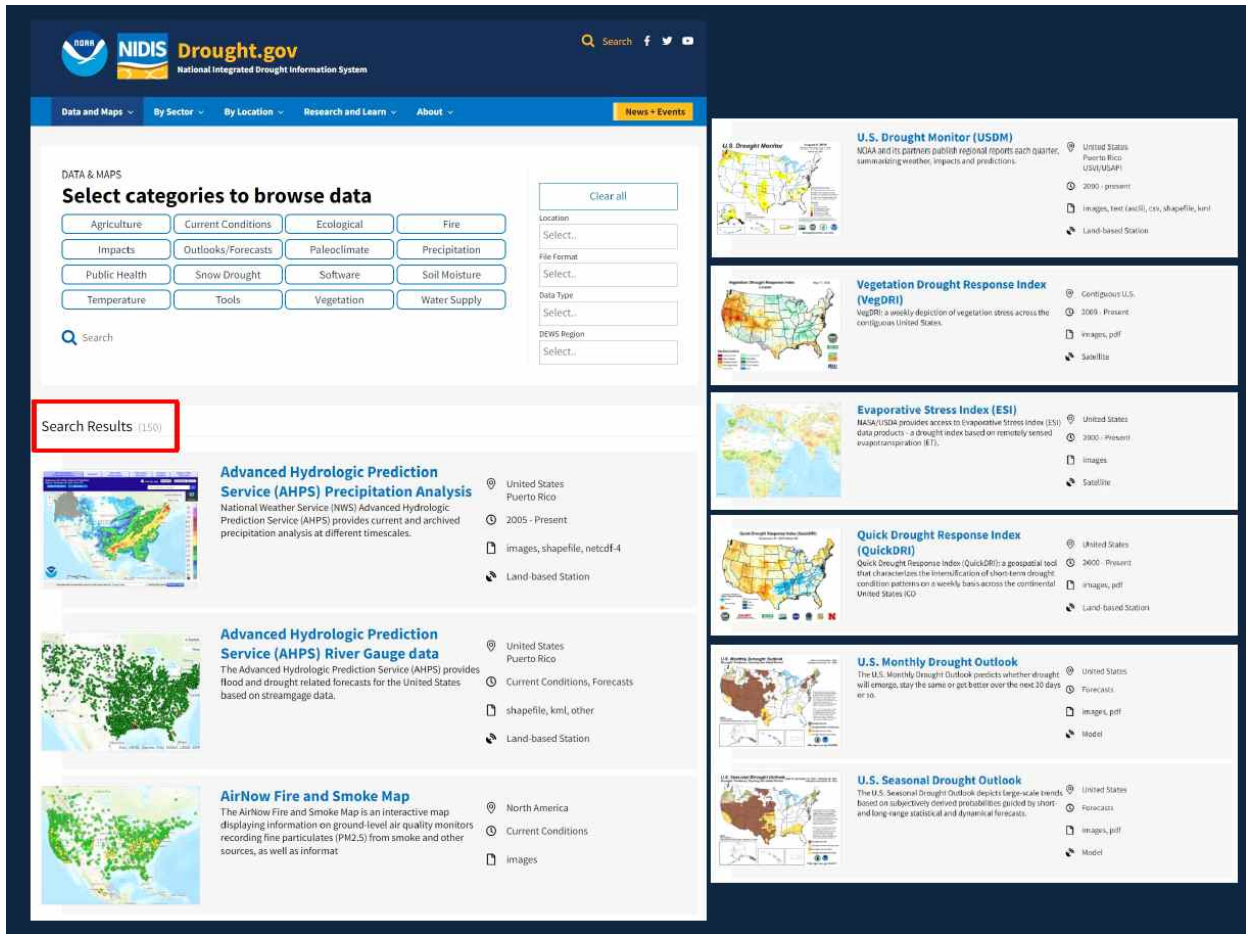 NOAA
NIDIS
Drought.gov
National Integrated Drought Information System
Search
Data and Maps
By Sector
By Location
Research and Learn
About
News + Events
DATA & MAPS
Select categories to browse data
Agriculture
Current Conditions
Ecological
Fire
Impacts
Outlooks/Forecasts
Paleoclimate
Precipitation
Public Health
Snow Drought
Software
Soil Moisture
Temperature
Tools
Vegetation
Water Supply
Search
Clear all
Location
Select..
File Format
Select..
Data Type
Select..
DEWS Region
Select..
Search Results (150)
Advanced Hydrologic Prediction
Service (AHPS) Precipitation Analysis
National Weather Service (NWS) Advanced Hydrologic
Prediction Service (AHPS) provides current and archived
precipitation analysis at different timescales.
United States
Puerto Rico
2005 - Present
images, shapefile, netcdf-4
Land-based Station
Advanced Hydrologic Prediction
Service (AHPS) River Gauge data
The Advanced Hydrologic Prediction Service (AHPS) provides
flood and drought related forecasts for the United States
based on streamgage data.
United States
Puerto Rico
Current Conditions, Forecasts
shapefile, kml, other
Land-based Station
AirNow Fire and Smoke Map
The AirNow Fire and Smoke Map is an interactive map
displaying information on ground-level air quality monitors
recording fine particulates (PM2.5) from smoke and other
sources, as well as informat
North America
Current Conditions
images
U.S. Drought Monitor
U.S. Drought Monitor (USDM)
NOAA and its partners publish regional reports each quarter,
summarizing weather, impacts and predictions.
United States
Puerto Rico
USVI/USAPI
2000 - present
images, text (ascii), csv, shapefile, kml
Land-based Station
Vegetation Drought Response Index
Vegetation Drought Response Index
(VegDRI)
VegDRI: a weekly depiction of vegetation stress across the
contiguous United States.
Contiguous U.S.
2009 - Present
images, pdf
Satellite
Evaporative Stress Index (ESI)
NASA/USDA provides access to Evaporative Stress Index (ESI)
data products - a drought index based on remotely sensed
evapotranspiration (ET).
United States
2000 - Present
images
Satellite
Quick Drought Response Index (QuickDRI)
Quick Drought Response Index
(QuickDRI)
Quick Drought Response Index (QuickDRI): a geospatial tool
that characterizes the intensification of short-term drought
condition patterns on a weekly basis across the continental
United States (CO
United States
2000 - Present
images, pdf
Land-based Station
U.S. Monthly Drought Outlook
U.S. Monthly Drought Outlook
The U.S. Monthly Drought Outlook predicts whether drought
will emerge, stay the same or get better over the next 30 days
or so.
United States
Forecasts
images, pdf
Model
U.S. Seasonal Drought Outlook
U.S. Seasonal Drought Outlook
The U.S. Seasonal Drought Outlook depicts large-scale trends
based on subjectively derived probabilities guided by short-
and long-range statistical and dynamical forecasts.
United States
Forecasts
images, pdf
Model